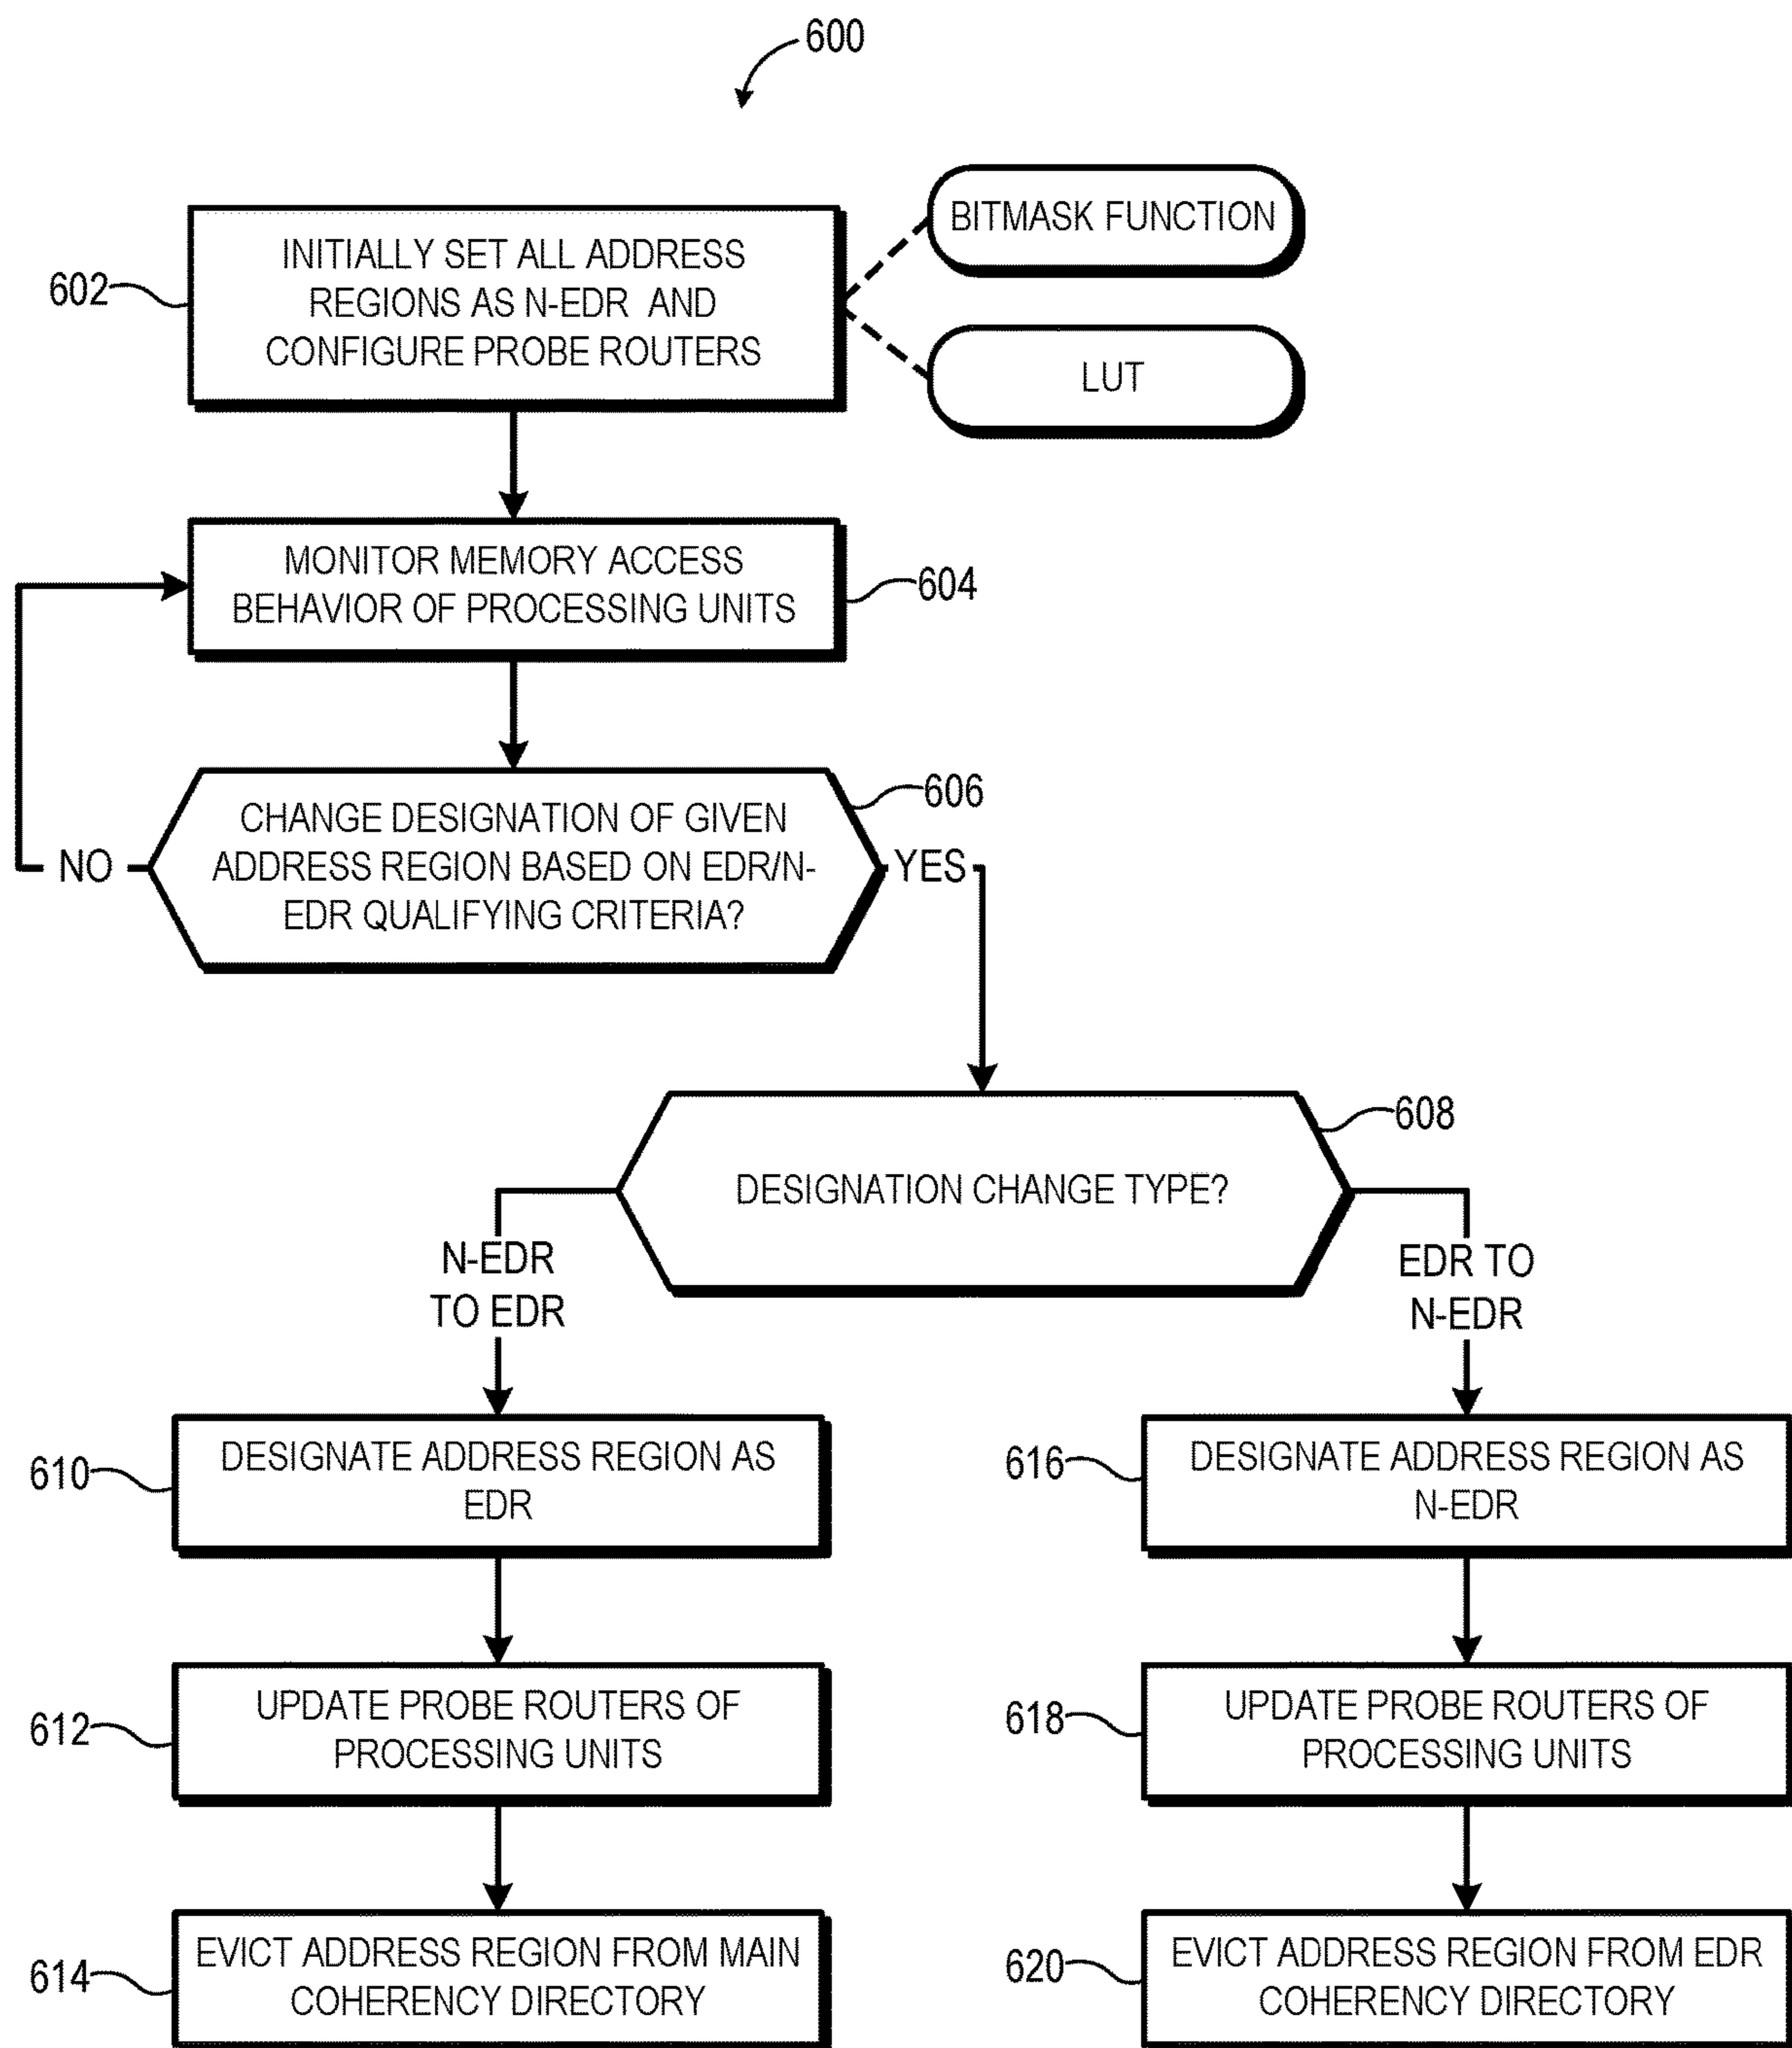 600
602
INITIALLY SET ALL ADDRESS
REGIONS AS N-EDR AND
CONFIGURE PROBE ROUTERS
BITMASK FUNCTION
LUT
MONITOR MEMORY ACCESS
BEHAVIOR OF PROCESSING UNITS
604
606
CHANGE DESIGNATION OF GIVEN
ADDRESS REGION BASED ON EDR/N-
EDR QUALIFYING CRITERIA?
NO
YES
608
DESIGNATION CHANGE TYPE?
N-EDR
TO EDR
EDR TO
N-EDR
610
DESIGNATE ADDRESS REGION AS
EDR
616
DESIGNATE ADDRESS REGION AS
N-EDR
612
UPDATE PROBE ROUTERS OF
PROCESSING UNITS
618
UPDATE PROBE ROUTERS OF
PROCESSING UNITS
614
EVICT ADDRESS REGION FROM MAIN
COHERENCY DIRECTORY
620
EVICT ADDRESS REGION FROM EDR
COHERENCY DIRECTORY